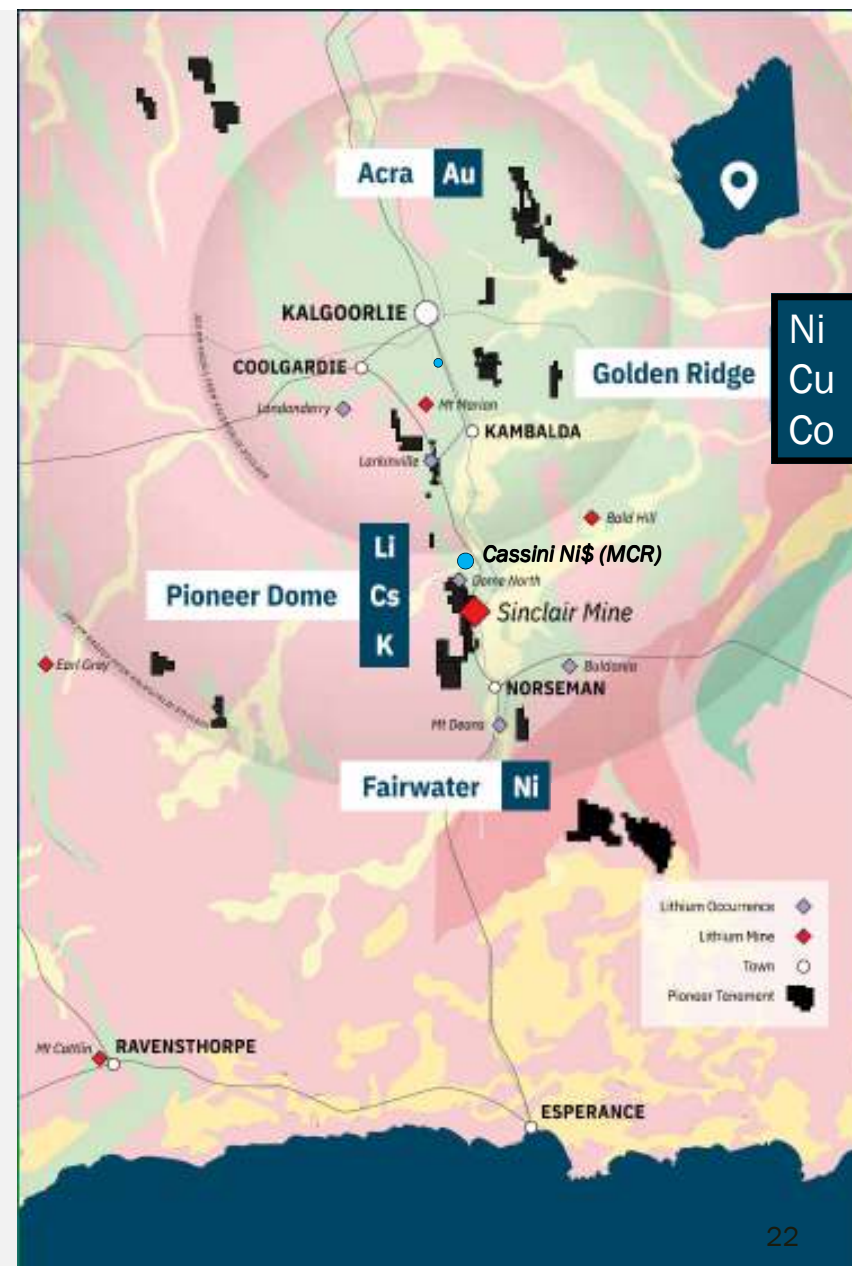 Acra Au
KALGOORLIE
Ni
Cu
Co
COOLGARDIE
Golden Ridge
Londonderry
Mt Marion
KAMBALDA
Larkinville
Bald Hill
Li
Cs
K
Pioneer Dome
Cassini Ni$ (MCR)
Dome North
Sinclair Mine
Earl Grey
Buldania
NORSEMAN
Mt Deans
Fairwater Ni
Lithium Occurrence
Lithium Mine
Town
Pioneer Tenement
Mt Cattlin
RAVENSTHORPE
ESPERANCE
22